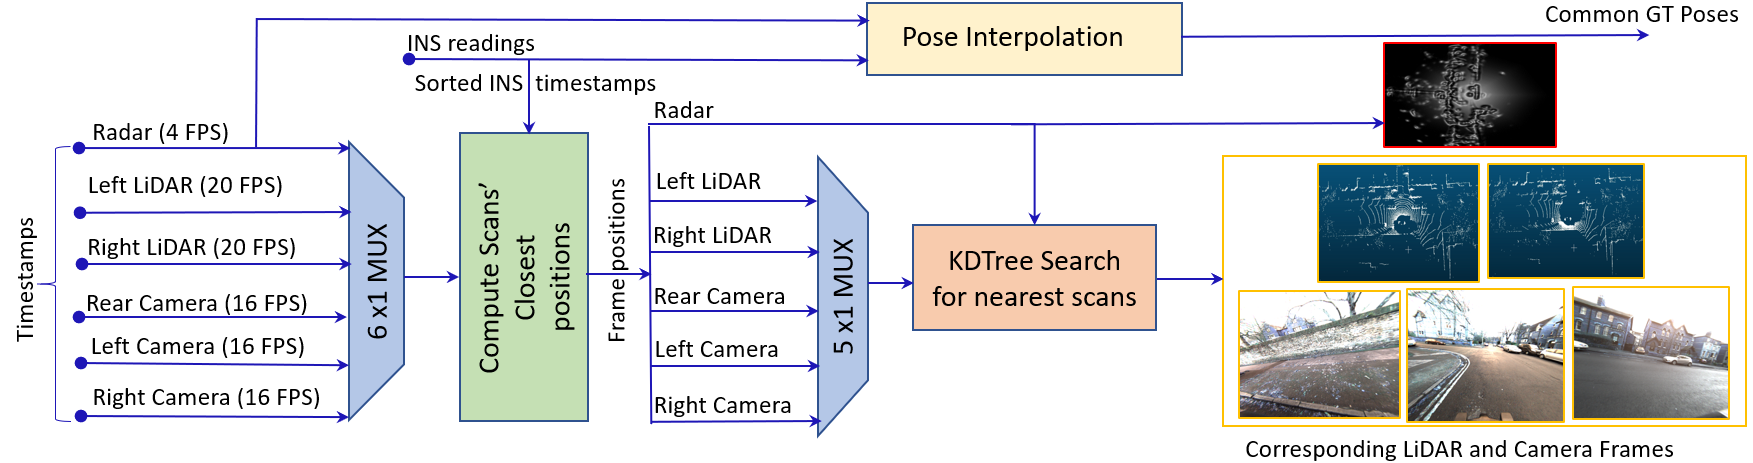 Common GT Poses
Pose Interpolation
INS readings
Sorted INS timestamps
Radar
Radar (4 FPS)
Left LiDAR (20 FPS)
Right LiDAR (20 FPS)
Rear Camera (16 FPS)
Left Camera (16 FPS)
Right Camera (16 FPS)
Timestamps
6 x1 MUX
Compute Scans’
Closest
positions
Frame positions
Left LiDAR
Right LiDAR
Rear Camera
Left Camera
Right Camera
5 x1 MUX
KDTree Search
for nearest scans
Corresponding LiDAR and Camera Frames